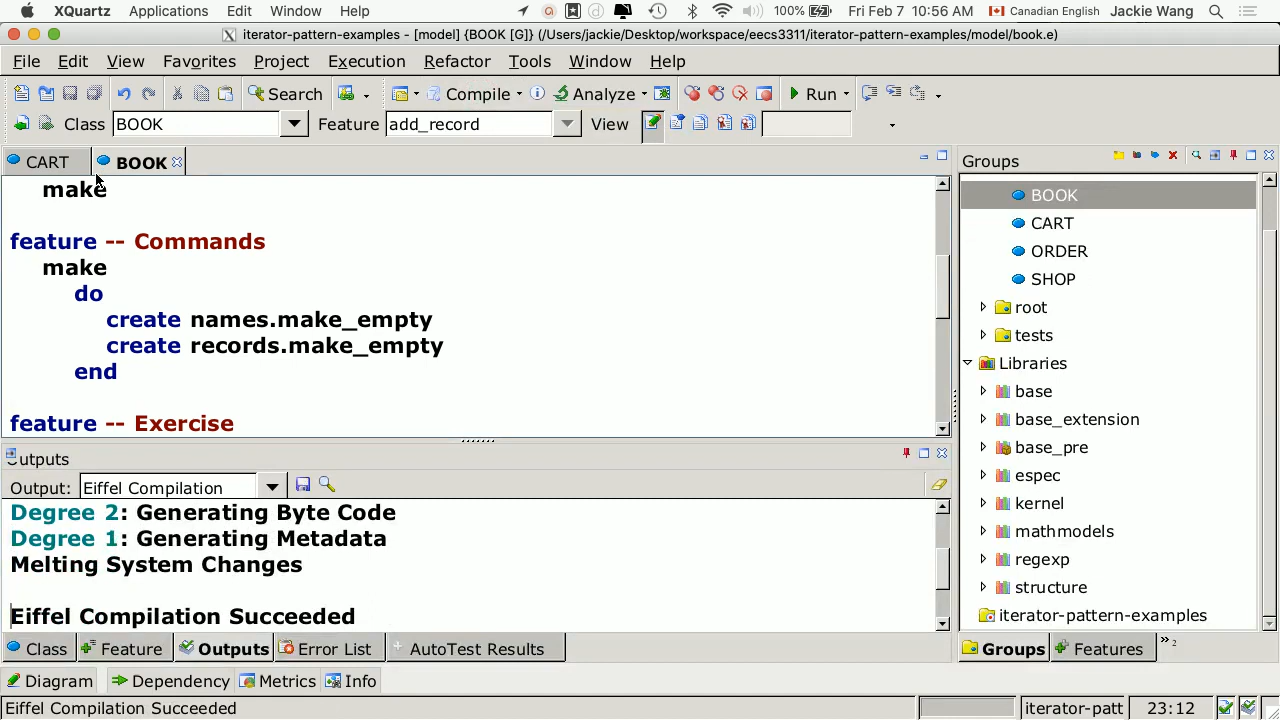 XQuartz Applications Edit Window Help 100% Fri Feb 7 10:56 AM Canadian English Jackie Wang
iterator-pattern-examples - [model] {BOOK [G]} (/Users/jackie/Desktop/workspace/eecs3311/iterator-pattern-examples/model/book.e)
File Edit View Favorites Project Execution Refactor Tools Window Help
Search Compile Analyze Run
Class BOOK Feature add_record View
CART BOOK
make
feature -- Commands
make
do
create names.make_empty
create records.make_empty
end
feature -- Exercise
Outputs
Output: Eiffel Compilation
Degree 2: Generating Byte Code
Degree 1: Generating Metadata
Melting System Changes
Eiffel Compilation Succeeded
Class Feature Outputs Error List AutoTest Results
Diagram Dependency Metrics Info
Groups
BOOK
CART
ORDER
SHOP
root
tests
Libraries
base
base_extension
base_pre
espec
kernel
mathmodels
regexp
structure
iterator-pattern-examples
Groups Features »2
Eiffel Compilation Succeeded iterator-patt 23:12